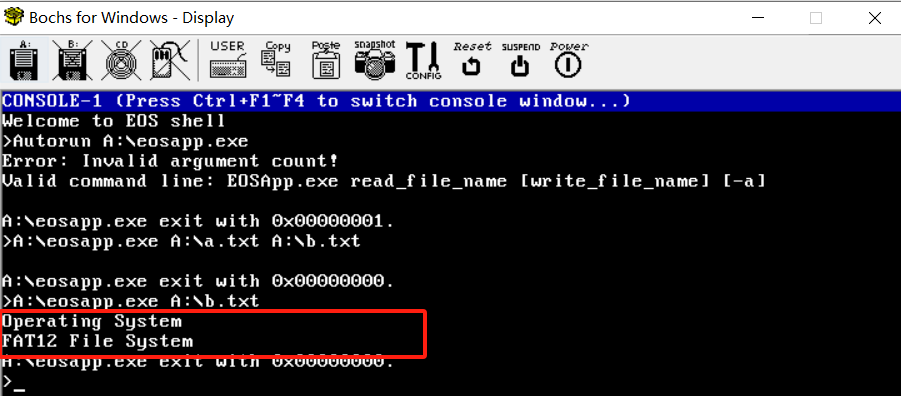 Bochs for Windows - Display
A: B: CD USER Copy Paste snapshot CONFIG Reset SUSPEND Power
CONSOLE-1 (Press Ctrl+F1~F4 to switch console window...)
Welcome to EOS shell
>Autorun A:\eosapp.exe
Error: Invalid argument count!
Valid command line: EOSApp.exe read_file_name [write_file_name] [-a]
A:\eosapp.exe exit with 0x00000001.
>A:\eosapp.exe A:\a.txt A:\b.txt
A:\eosapp.exe exit with 0x00000000.
>A:\eosapp.exe A:\b.txt
Operating System
FAT12 File System
A:\eosapp.exe exit with 0x00000000.
>_